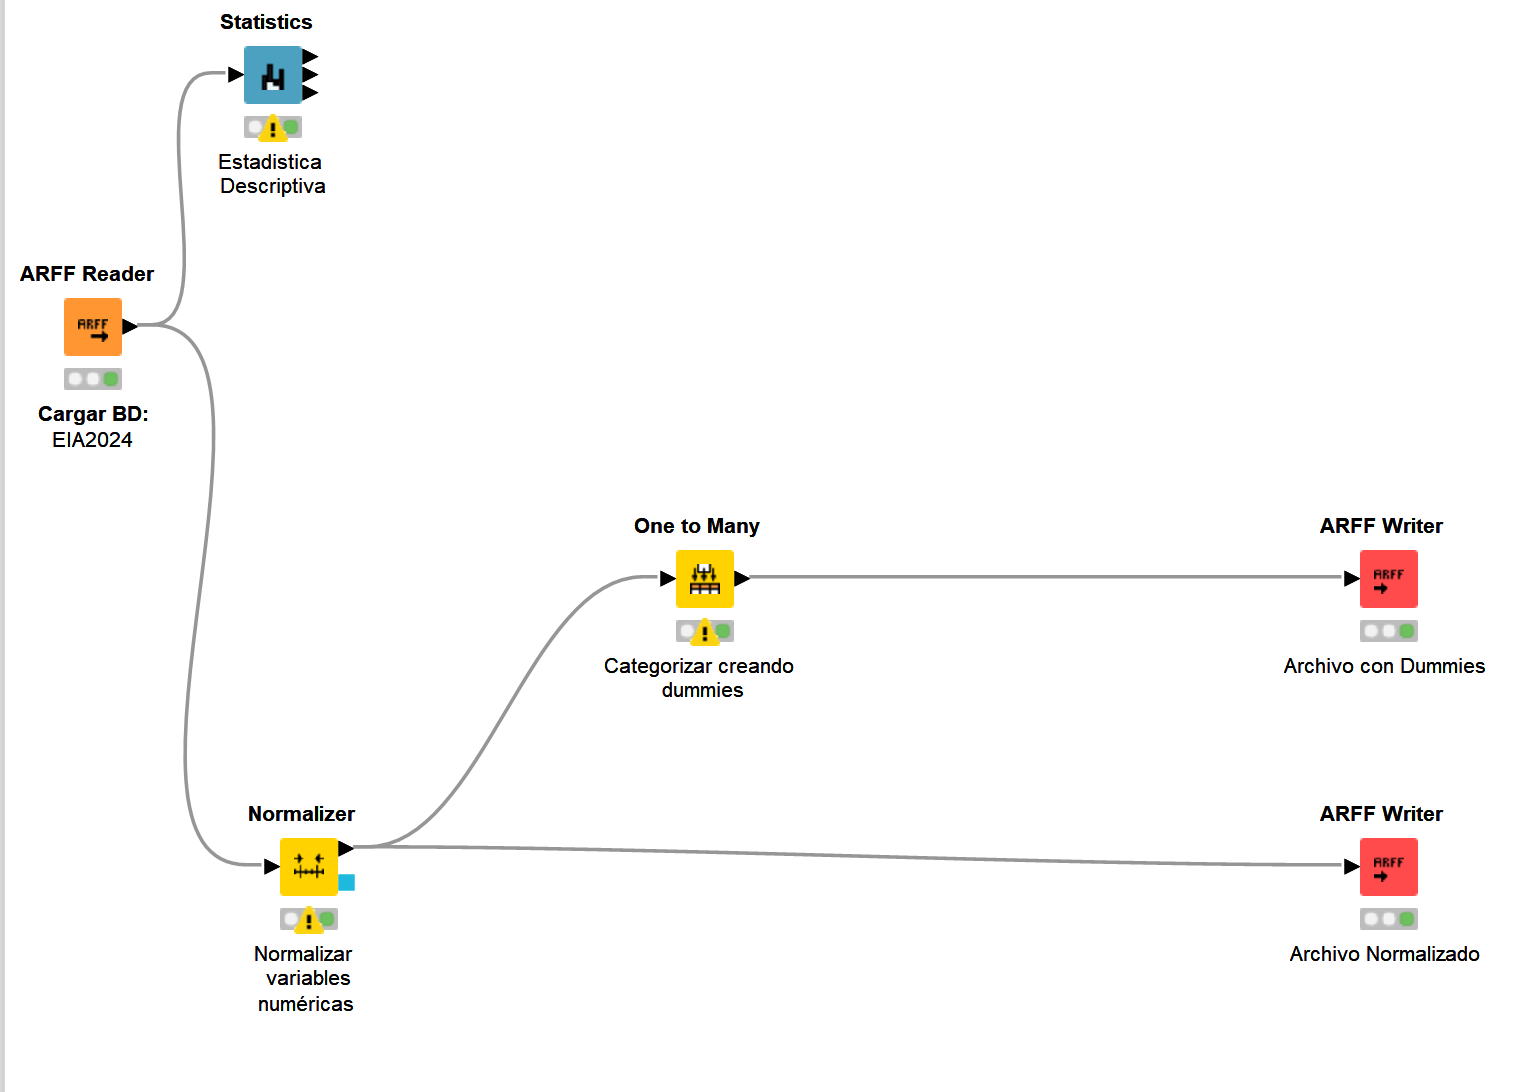 Statistics
Estadistica
Descriptiva
ARFF Reader
ARFF
Cargar BD:
EIA2024
One to Many
Categorizar creando
dummies
ARFF Writer
ARFF
Archivo con Dummies
Normalizer
Normalizar
variables
numéricas
ARFF Writer
ARFF
Archivo Normalizado